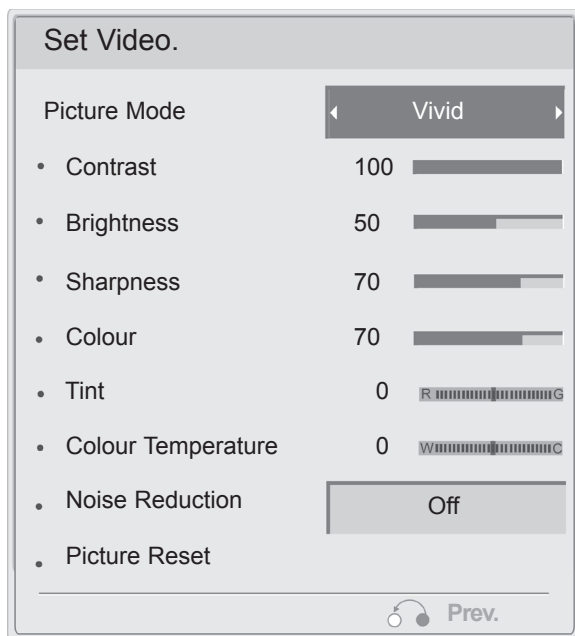 Set Video.
Picture Mode Vivid
• Contrast 100
• Brightness 50
• Sharpness 70
• Colour 70
• Tint 0 R G
• Colour Temperature 0 W C
• Noise Reduction Off
• Picture Reset
Prev.